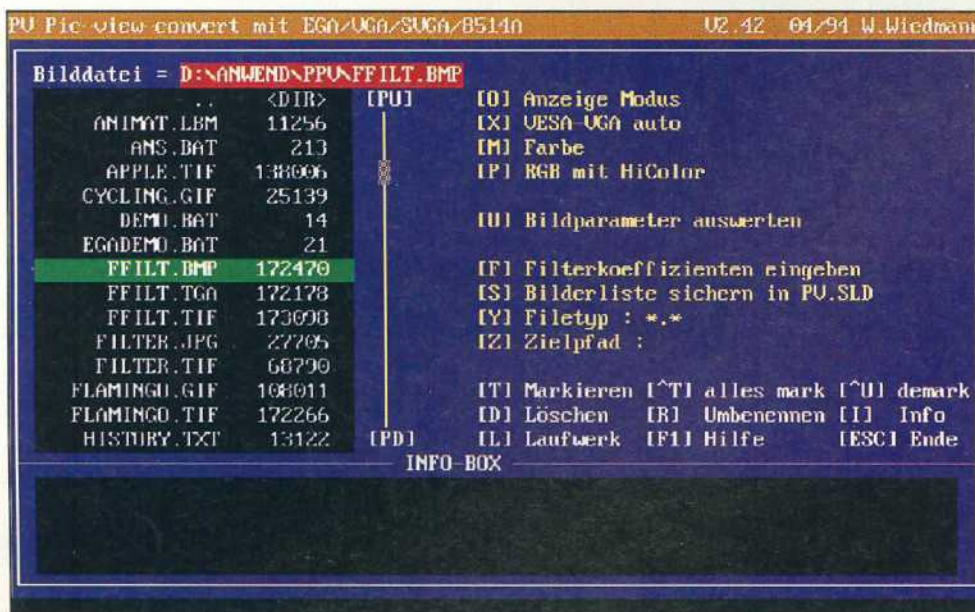 PV Pic-view-convert mit EGA/VGA/SVGA/8514A V2.42 04/94 W.Wiedmann
Bilddatei = D:\ANWEND\PPV\FFILT.BMP
.. <DIR> [PU] [O] Anzeige Modus
ANIMAT.LBM 11256 [X] VESA-VGA auto
ANS.BAT 213 [M] Farbe
APPLE.TIF 138006 [P] RGB mit HiColor
CYCLING.GIF 25139
DEMO.BAT 14 [U] Bildparameter auswerten
EGADEMO.BAT 21
FFILT.BMP 172470 [F] Filterkoeffizienten eingeben
FFILT.TGA 172178 [S] Bilderliste sichern in PV.SLD
FFILT.TIF 173098 [Y] Filetyp : *.*
FILTER.JPG 27705 [Z] Zielpfad :
FILTER.TIF 68790
FLAMINGO.GIF 108011 [T] Markieren [^T] alles mark [^U] demark
FLAMINGO.TIF 172266 [D] Löschen [R] Umbenennen [I] Info
HISTORY.TXT 13122 [PD] [L] Laufwerk [F1] Hilfe [ESC] Ende
INFO-BOX